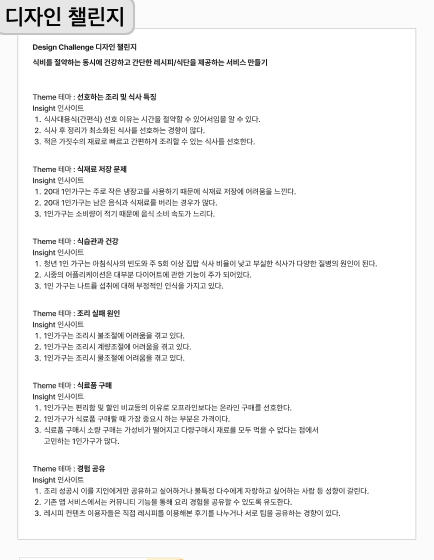 디자인 챌린지
Design Challenge 디자인 챌린지
식비를 절약하는 동시에 건강하고 간단한 레시피/식단을 제공하는 서비스 만들기
Theme 테마 : 선호하는 조리 및 식사 특징
Insight 인사이트
1. 식사대용식(간편식) 선호 이유는 시간을 절약할 수 있어서임을 알 수 있다.
2. 식사 후 정리가 최소화된 식사를 선호하는 경향이 많다.
3. 적은 가짓수의 재료로 빠르고 간편하게 조리할 수 있는 식사를 선호한다.
Theme 테마 : 식재료 저장 문제
Insight 인사이트
1. 20대 1인가구는 주로 작은 냉장고를 사용하기 때문에 식재료 저장에 어려움을 느낀다.
2. 20대 1인가구는 남은 음식과 식재료를 버리는 경우가 많다.
3. 1인가구는 소비량이 적기 때문에 음식 소비 속도가 느리다.
Theme 테마 : 식습관과 건강
Insight 인사이트
1. 청년 1인 가구는 아침식사의 빈도와 주 5회 이상 집밥 식사 비율이 낮고 부실한 식사가 다양한 질병의 원인이 된다.
2. 시중의 어플리케이션은 대부분 다이어트에 관한 기능이 주가 되어있다.
3. 1인 가구는 나트륨 섭취에 대해 부정적인 인식을 가지고 있다.
Theme 테마 : 조리 실패 원인
Insight 인사이트
1. 1인가구는 조리시 불조절에 어려움을 겪고 있다.
2. 1인가구는 조리시 계량조절에 어려움을 겪고 있다.
3. 1인가구는 조리시 물조절에 어려움을 겪고 있다.
Theme 테마 : 식료품 구매
Insight 인사이트
1. 1인가구는 편리함 및 할인 비교등의 이유로 오프라인보다는 온라인 구매를 선호한다.
2. 1인가구가 식료품 구매할 때 가장 중요시 하는 부분은 가격이다.
3. 식료품 구매시 소량 구매는 가성비가 떨어지고 다량구매시 재료를 모두 먹을 수 없다는 점에서
고민하는 1인가구가 많다.
Theme 테마 : 경험 공유
Insight 인사이트
1. 조리 성공시 이를 지인에게만 공유하고 싶어하거나 불특정 다수에게 자랑하고 싶어하는 사람 등 성향이 갈린다.
2. 기존 앱 서비스에서는 커뮤니티 기능을 통해 요리 경험을 공유할 수 있도록 유도한다.
3. 레시피 컨텐츠 이용자들은 직접 레시피를 이용해본 후기를 나누거나 서로 팁을 공유하는 경향이 있다.